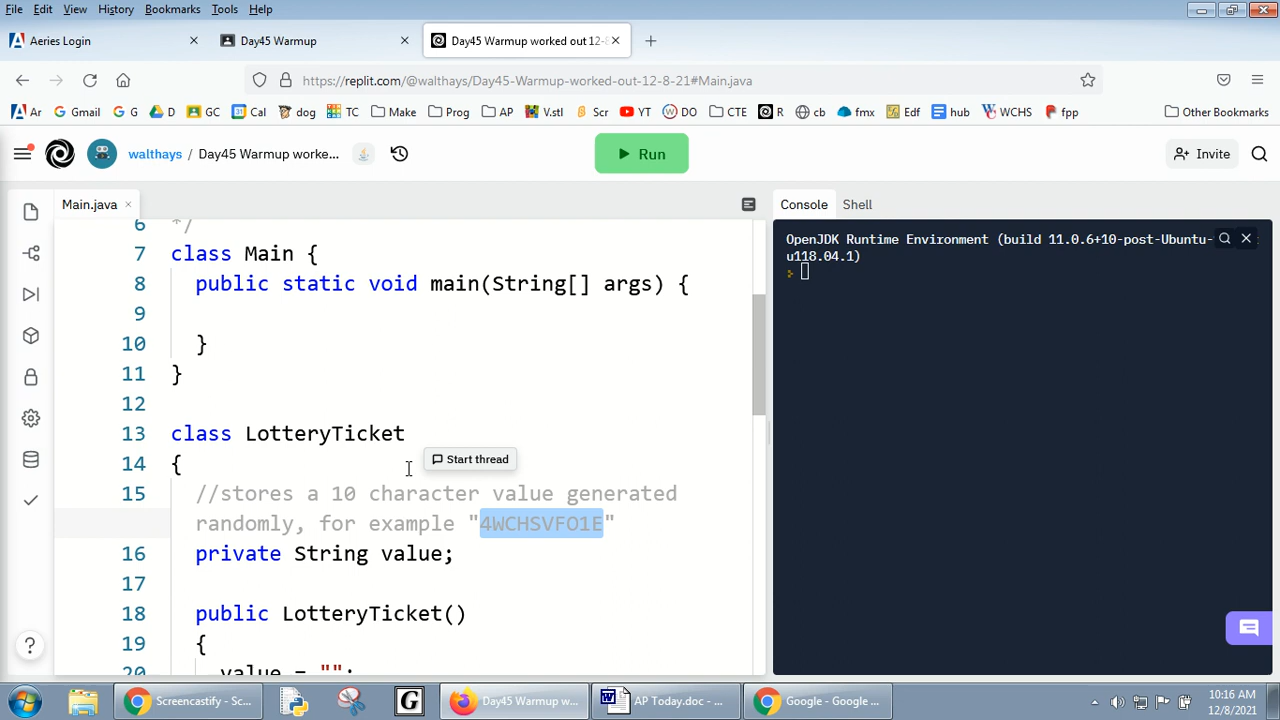 File Edit View History Bookmarks Tools Help
Aeries Login × Day45 Warmup × Day45 Warmup worked out 12-8 × +
https://replit.com/@walthays/Day45-Warmup-worked-out-12-8-21#Main.java
Ar Gmail G D GC Cal dog TC Make Prog AP V.stl Scr YT DO CTE R cb fmx Edf hub WCHS fpp Other Bookmarks
walthays / Day45 Warmup worke... Run Invite
Main.java ×
Console Shell
6 */
7 class Main {
8 public static void main(String[] args) {
9
10 }
11 }
12
13 class LotteryTicket
Start thread
14 {
15 //stores a 10 character value generated
randomly, for example "4WCHSVFO1E"
16 private String value;
17
18 public LotteryTicket()
19 {
20 value = "";
OpenJDK Runtime Environment (build 11.0.6+10-post-Ubuntu-
u118.04.1)
?
Screencastify - Sc... G Day45 Warmup w... AP Today.doc - ... Google - Google ...
10:16 AM
12/8/2021